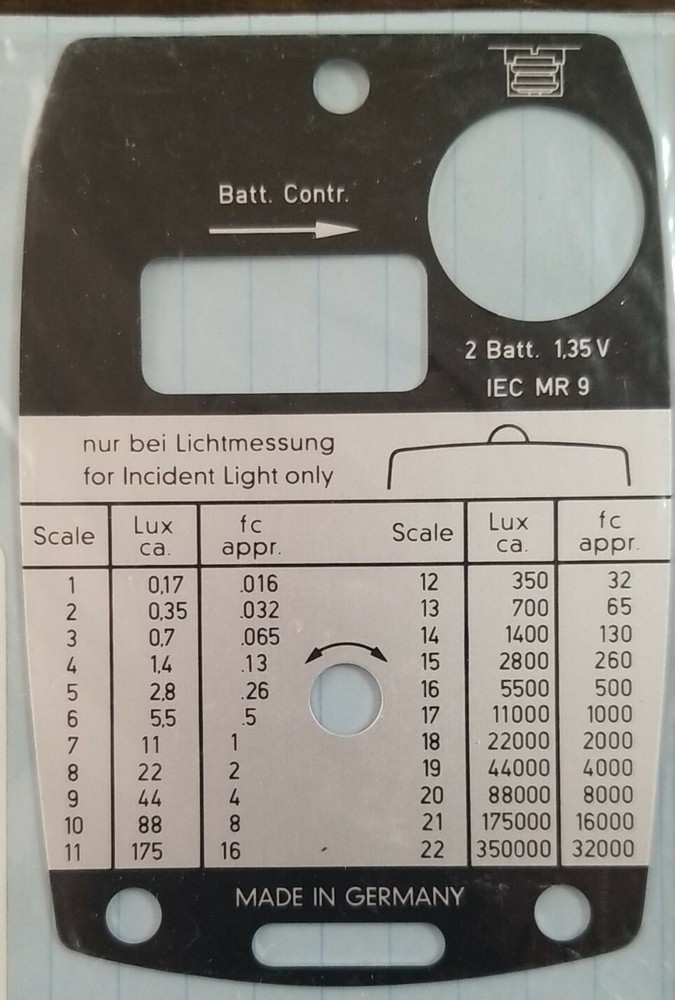 Batt. Contr.
2 Batt. 1,35 V
IEC MR 9
nur bei Lichtmessung
for Incident Light only
Scale Lux ca. fc appr. Scale Lux ca. fc appr.
1 0,17 .016 12 350 32
2 0,35 .032 13 700 65
3 0,7 .065 14 1400 130
4 1,4 .13 15 2800 260
5 2,8 .26 16 5500 500
6 5,5 .5 17 11000 1000
7 11 1 18 22000 2000
8 22 2 19 44000 4000
9 44 4 20 88000 8000
10 88 8 21 175000 16000
11 175 16 22 350000 32000
MADE IN GERMANY